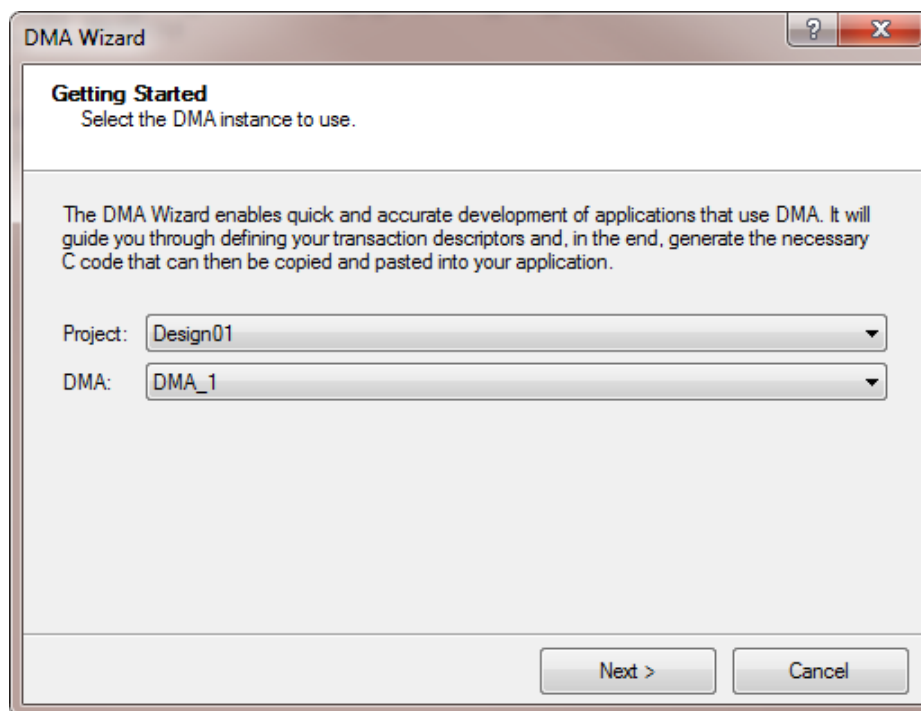 DMA Wizard
Getting Started
Select the DMA instance to use.
The DMA Wizard enables quick and accurate development of applications that use DMA. It will
guide you through defining your transaction descriptors and, in the end, generate the necessary
C code that can then be copied and pasted into your application.
Project: Design01
DMA: DMA_1
Next > Cancel